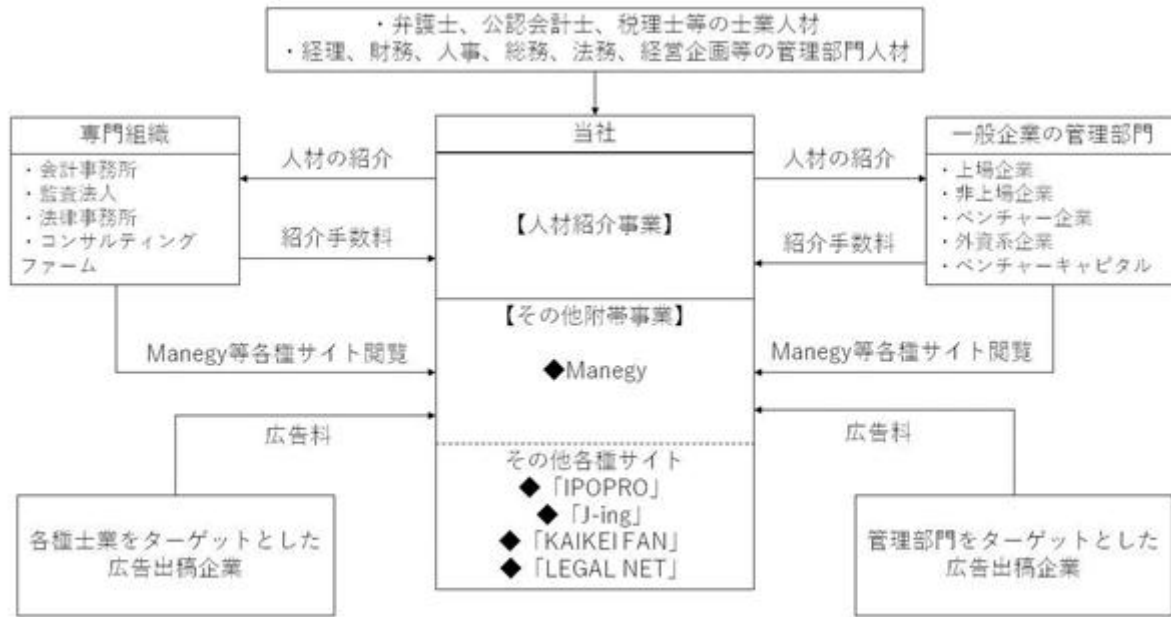 ・弁護士、公認会計士、税理士等の士業人材
・経理、財務、人事、総務、法務、経営企画等の管理部門人材
専門組織
・会計事務所
・監査法人
・法律事務所
・コンサルティング
ファーム
人材の紹介
紹介手数料
Manegy等各種サイト閲覧
広告料
各種士業をターゲットとした
広告出稿企業
当社
【人材紹介事業】
【その他附帯事業】
◆Manegy
その他各種サイト
◆「IPOPRO」
◆「J-ing」
◆「KAIKEI FAN」
◆「LEGAL NET」
一般企業の管理部門
・上場企業
・非上場企業
・ベンチャー企業
・外資系企業
・ベンチャーキャピタル
人材の紹介
紹介手数料
Manegy等各種サイト閲覧
広告料
管理部門をターゲットとした
広告出稿企業